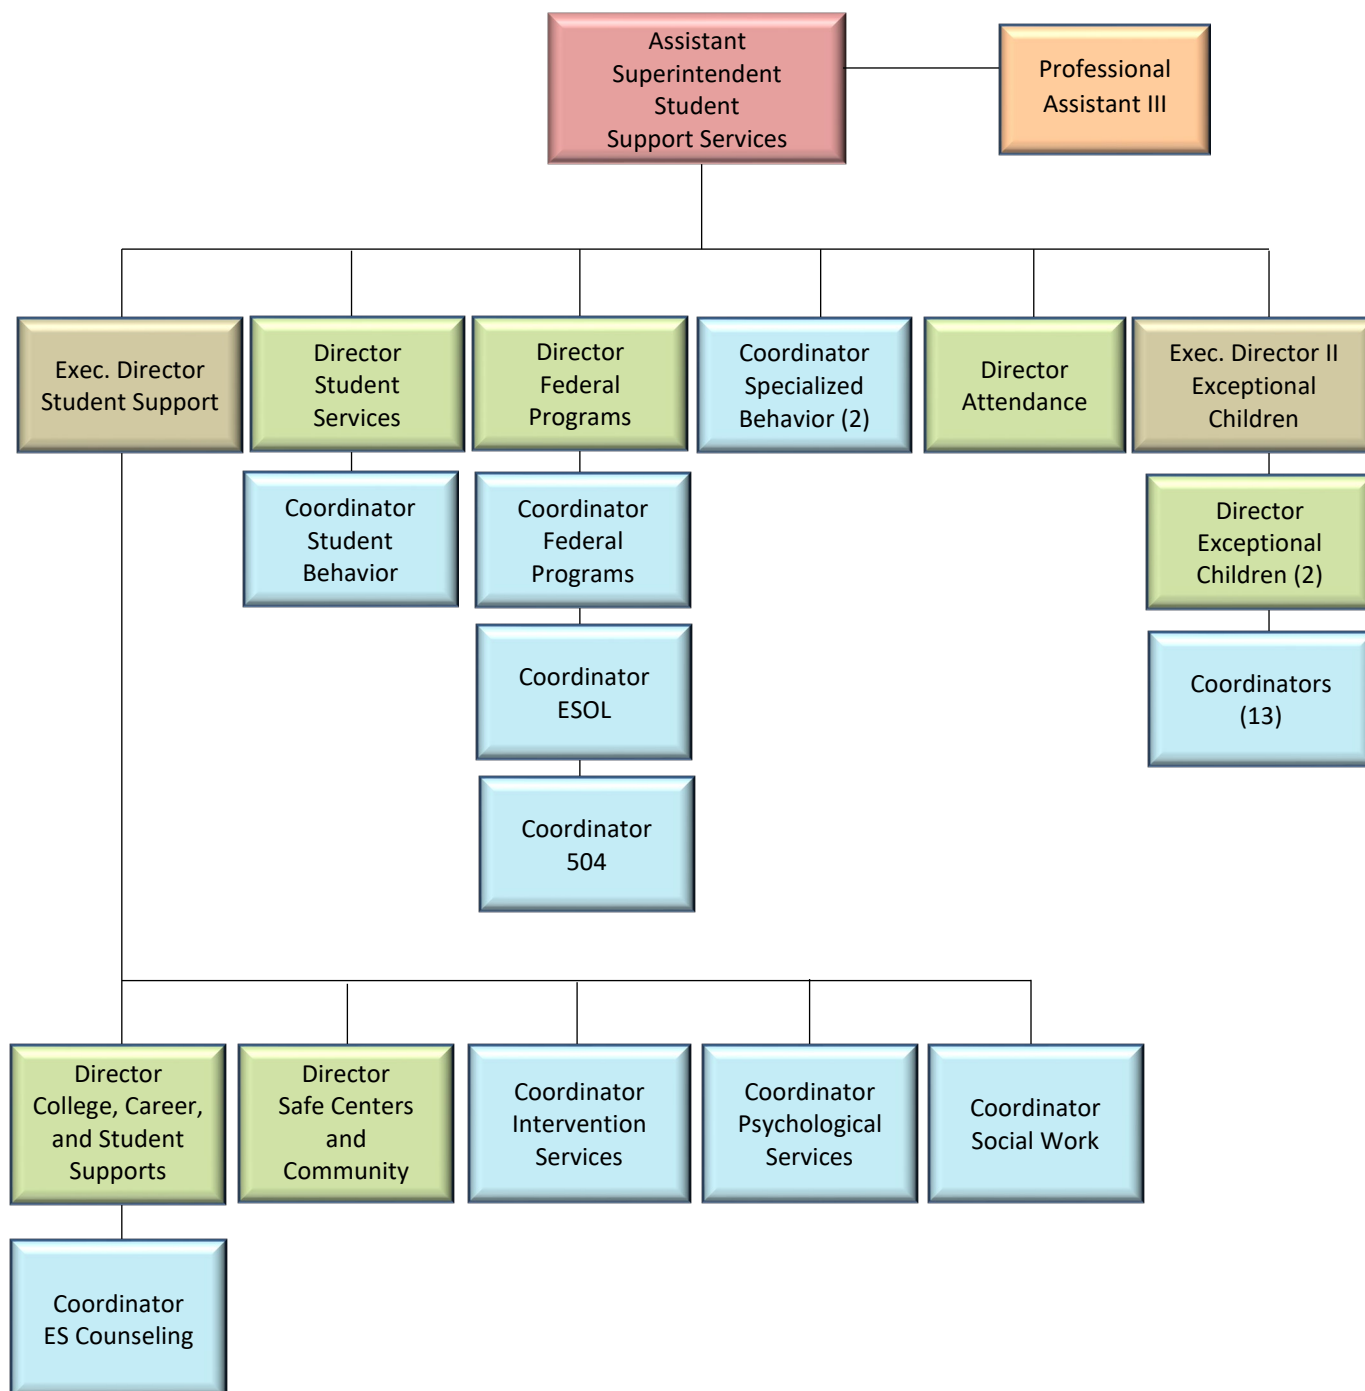 Assistant
Superintendent
Student
Support Services
Professional
Assistant III
Exec. Director
Student Support
Director
Student
Services
Director
Federal
Programs
Coordinator
Specialized
Behavior (2)
Director
Attendance
Exec. Director II
Exceptional
Children
Coordinator
Student
Behavior
Coordinator
Federal
Programs
Director
Exceptional
Children (2)
Coordinator
ESOL
Coordinators
(13)
Coordinator
504
Director
College, Career,
and Student
Supports
Director
Safe Centers
and
Community
Coordinator
Intervention
Services
Coordinator
Psychological
Services
Coordinator
Social Work
Coordinator
ES Counseling